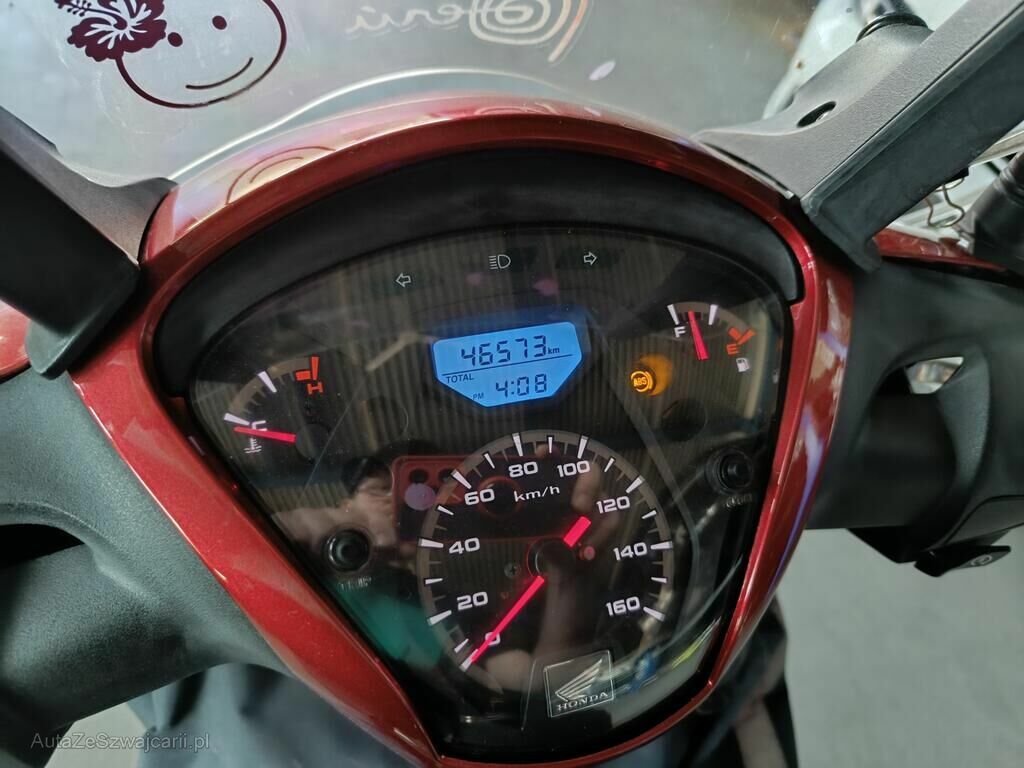 Perú
46573 km
TOTAL
PM 4:08
H
C
F
E
ABS
0
20
40
60
80
100
120
140
160
km/h
HONDA
AutaZeSzwajcarii.pl